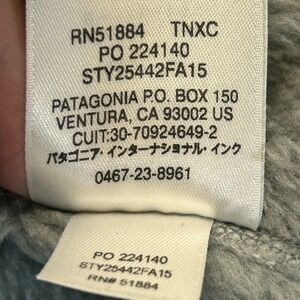 RN51884 TNXC
PO 224140
STY25442FA15
PATAGONIA P.O. BOX 150
VENTURA, CA 93002 US
CUIT:30-70924649-2
パタゴニア・インターナショナル・インク
0467-23-8961
PO 224140
STY25442FA15
RN# 51884